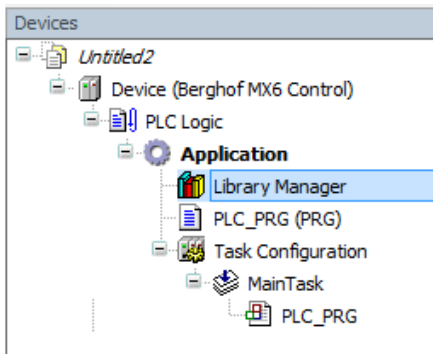 Devices
Untitled2
Device (Berghof MX6 Control)
PLC Logic
Application
Library Manager
PLC_PRG (PRG)
Task Configuration
MainTask
PLC_PRG